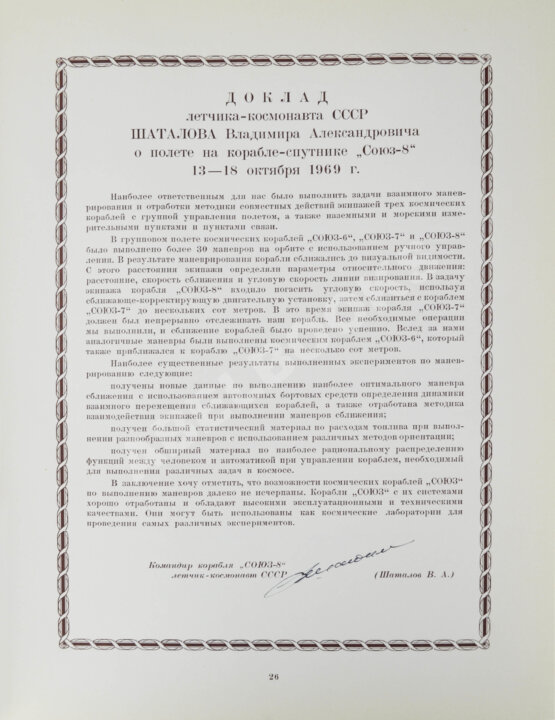 ДОКЛАД
летчика-космонавта СССР
ШАТАЛОВА Владимира Александровича
о полете на корабле-спутнике „Союз-8“
13—18 октября 1969 г.
Наиболее ответственным для нас было выполнить задачи взаимного манев-
рирования и отработки методики совместных действий экипажей трех космических
кораблей с группой управления полетом, а также наземными и морскими изме-
рительными пунктами и пунктами связи.
В групповом полете космических кораблей „СОЮЗ-6“, „СОЮЗ-7“ и „СОЮЗ-8“
было выполнено более 30 маневров на орбите с использованием ручного управ-
ления. В результате маневрирования корабли сближались до визуальной видимости.
С этого расстояния экипажи определяли параметры относительного движения:
расстояние, скорость сближения и угловую скорость линии визирования. В задачу
экипажа корабля „СОЮЗ-8“ входило погасить угловую скорость, используя
сближающе-корректирующую двигательную установку, затем сблизиться с кораблем
„СОЮЗ-7“ до нескольких сот метров. В это время экипаж корабля „СОЮЗ-7“
должен был непрерывно отслеживать наш корабль. Все необходимые операции
мы выполнили, и сближение кораблей было проведено успешно. Вслед за нами
аналогичные маневры были выполнены космическим кораблем „СОЮЗ-6“, который
также приближался к кораблю „СОЮЗ-7“ на несколько сот метров.
Наиболее существенные результаты выполненных экспериментов по манев-
рированию следующие:
получены новые данные по выполнению наиболее оптимального маневра
сближения с использованием автономных бортовых средств определения динамики
взаимного перемещения сближающихся кораблей, а также отработана методика
взаимодействия экипажей при выполнении маневров сближения;
получен большой статистический материал по расходам топлива при выпол-
нении разнообразных маневров с использованием различных методов ориентации;
получен обширный материал по наиболее рациональному распределению
функций между человеком и автоматикой при управлении кораблем, необходимый
для выполнения различных задач в космосе.
В заключение хочу отметить, что возможности космических кораблей „СОЮЗ“
по выполнению маневров далеко не исчерпаны. Корабли „СОЮЗ“ с их системами
хорошо отработаны и обладают высокими эксплуатационными и техническими
качествами. Они могут быть использованы как космические лаборатории для
проведения самых различных экспериментов.
Командир корабля „СОЮЗ-8“
летчик-космонавт СССР
(Шаталов В. А.)
26